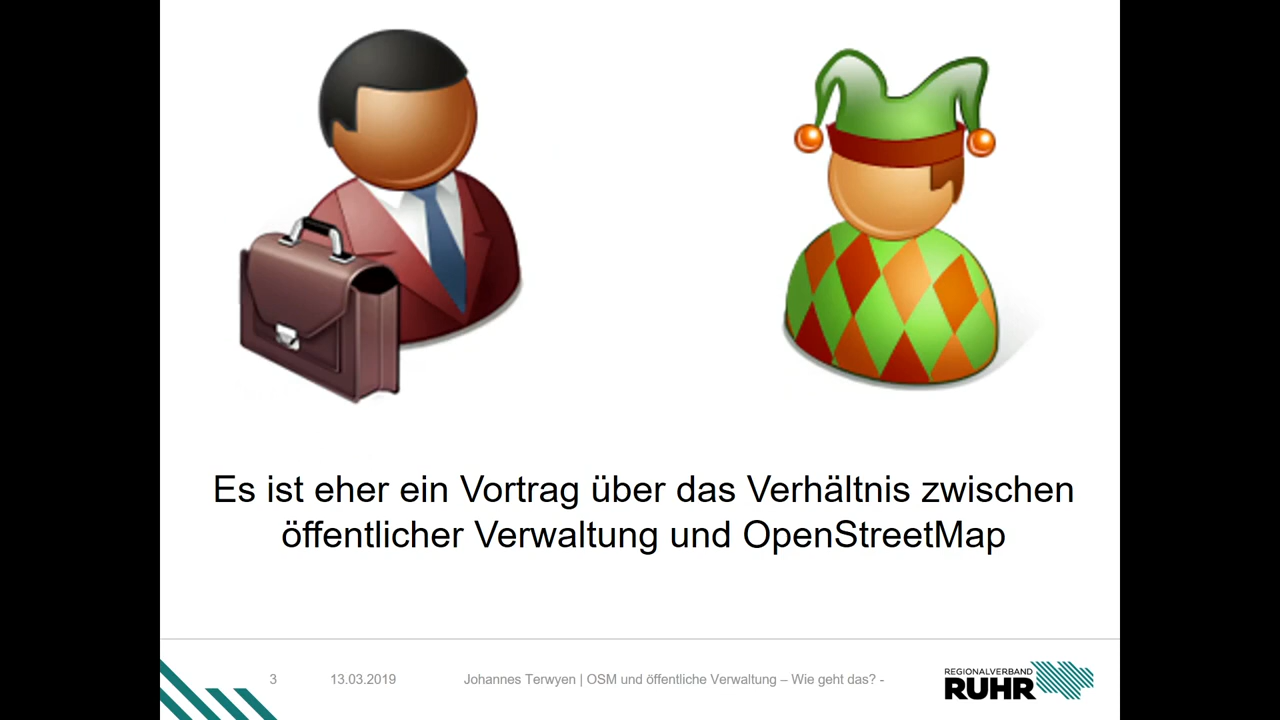 Es ist eher ein Vortrag über das Verhältnis zwischen
öffentlicher Verwaltung und OpenStreetMap
3
13.03.2019
Johannes Terwyen | OSM und öffentliche Verwaltung – Wie geht das? -
REGIONALVERBAND
RUHR